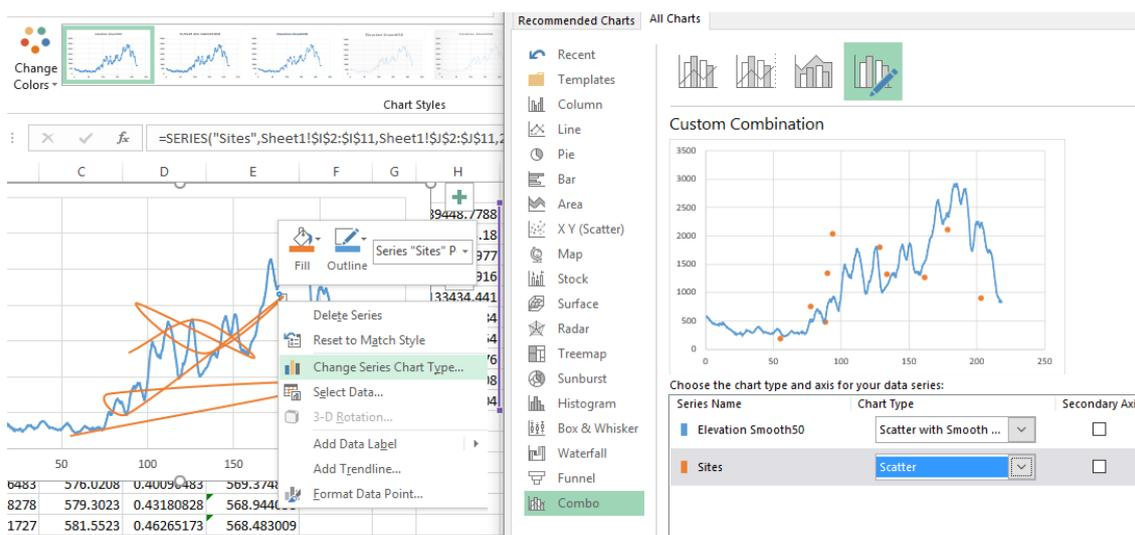 Change
Colors
Chart Styles
fx
=SERIES("Sites",Sheet1!$I$2:$I$11,Sheet1!$J$2:$J$11,2
C D E F G H
39448.7788
.18
977
916
133434.441
Series "Sites" P
Fill Outline
Delete Series
Reset to Match Style
Change Series Chart Type...
Select Data...
3-D Rotation...
Add Data Label
Add Trendline...
Format Data Point...
50 100 150
6483 576.0208 0.40090483 569.3748
8278 579.3023 0.43180828 568.944
1727 581.5523 0.46265173 568.483009
Recommended Charts All Charts
Recent
Templates
Column
Line
Pie
Bar
Area
X Y (Scatter)
Map
Stock
Surface
Radar
Treemap
Sunburst
Histogram
Box & Whisker
Waterfall
Funnel
Combo
Custom Combination
3500
3000
2500
2000
1500
1000
500
0
0 50 100 150 200 250
Choose the chart type and axis for your data series:
Series Name Chart Type Secondary Axi
Elevation Smooth50 Scatter with Smooth ...
Sites Scatter